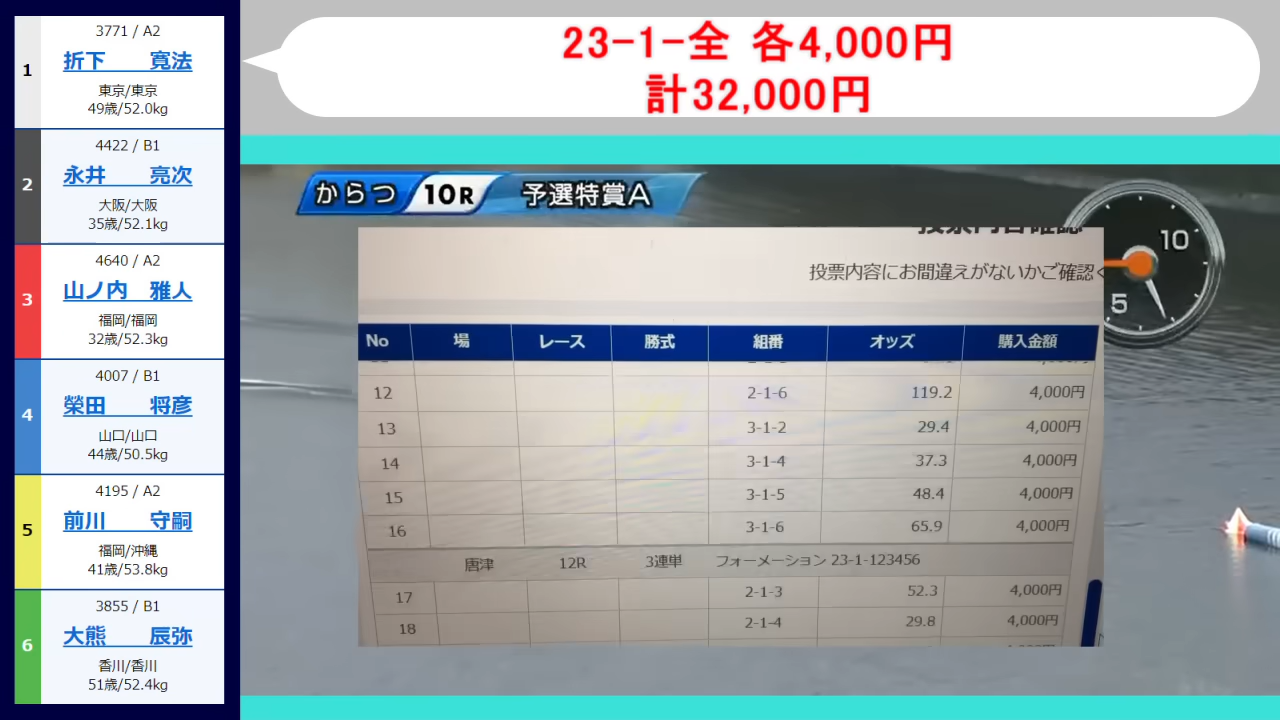 1
3771 / A2
折下 寛法
東京/東京
49歳/52.0kg
2
4422 / B1
永井 亮次
大阪/大阪
35歳/52.1kg
3
4640 / A2
山ノ内 雅人
福岡/福岡
32歳/52.3kg
4
4007 / B1
榮田 将彦
山口/山口
44歳/50.5kg
5
4195 / A2
前川 守嗣
福岡/沖縄
41歳/53.8kg
6
3855 / B1
大熊 辰弥
香川/香川
51歳/52.4kg
23-1-全 各4,000円
計32,000円
からつ 10R 予選特賞A
10
5
投票内容にお間違えがないかご確認く
No 場 レース 勝式 組番 オッズ 購入金額
12 2-1-6 119.2 4,000円
13 3-1-2 29.4 4,000円
14 3-1-4 37.3 4,000円
15 3-1-5 48.4 4,000円
16 3-1-6 65.9 4,000円
唐津 12R 3連単 フォーメーション 23-1-123456
17 2-1-3 52.3 4,000円
18 2-1-4 29.8 4,000円